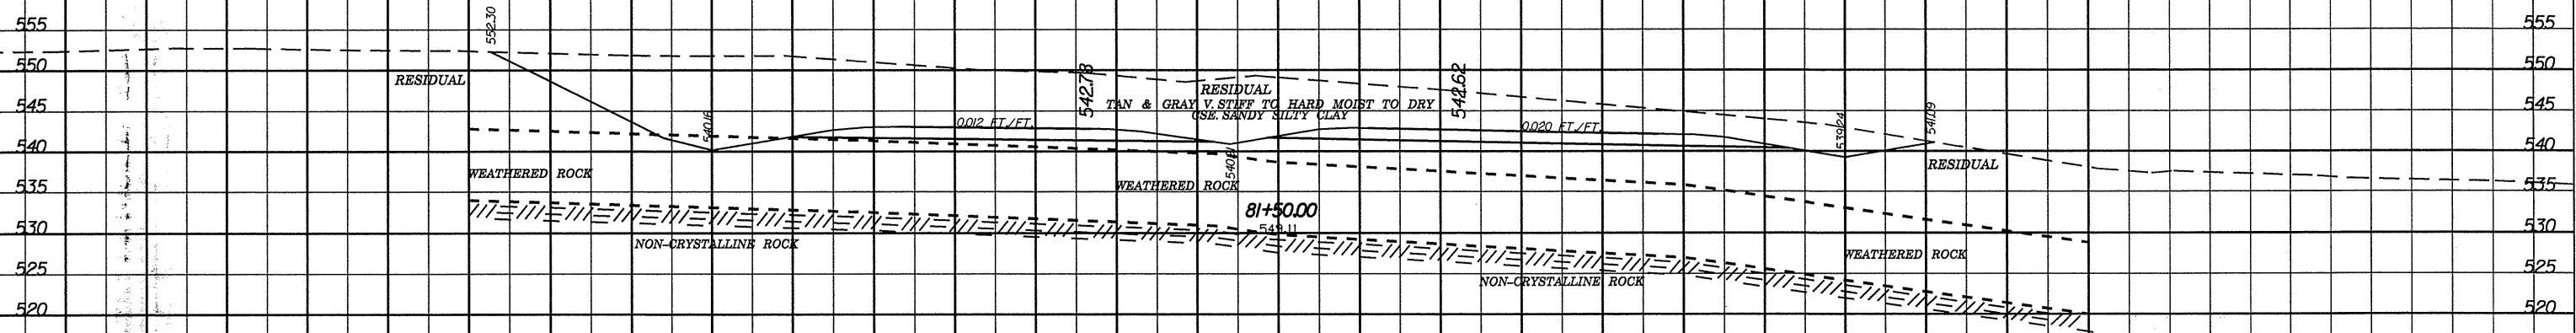 555
552.30
555
550
550
RESIDUAL
542.78
RESIDUAL
542.62
545
TAN & GRAY V. STIFF TO HARD MOIST TO DRY
545
CSE. SANDY SILTY CLAY
540.16
0.012 FT./FT.
0.020 FT./FT.
539.24
541.09
540
540
RESIDUAL
WEATHERED ROCK
WEATHERED ROCK
535
535
81+50.00
530
530
NON-CRYSTALLINE ROCK
WEATHERED ROCK
525
NON-CRYSTALLINE ROCK
525
520
520